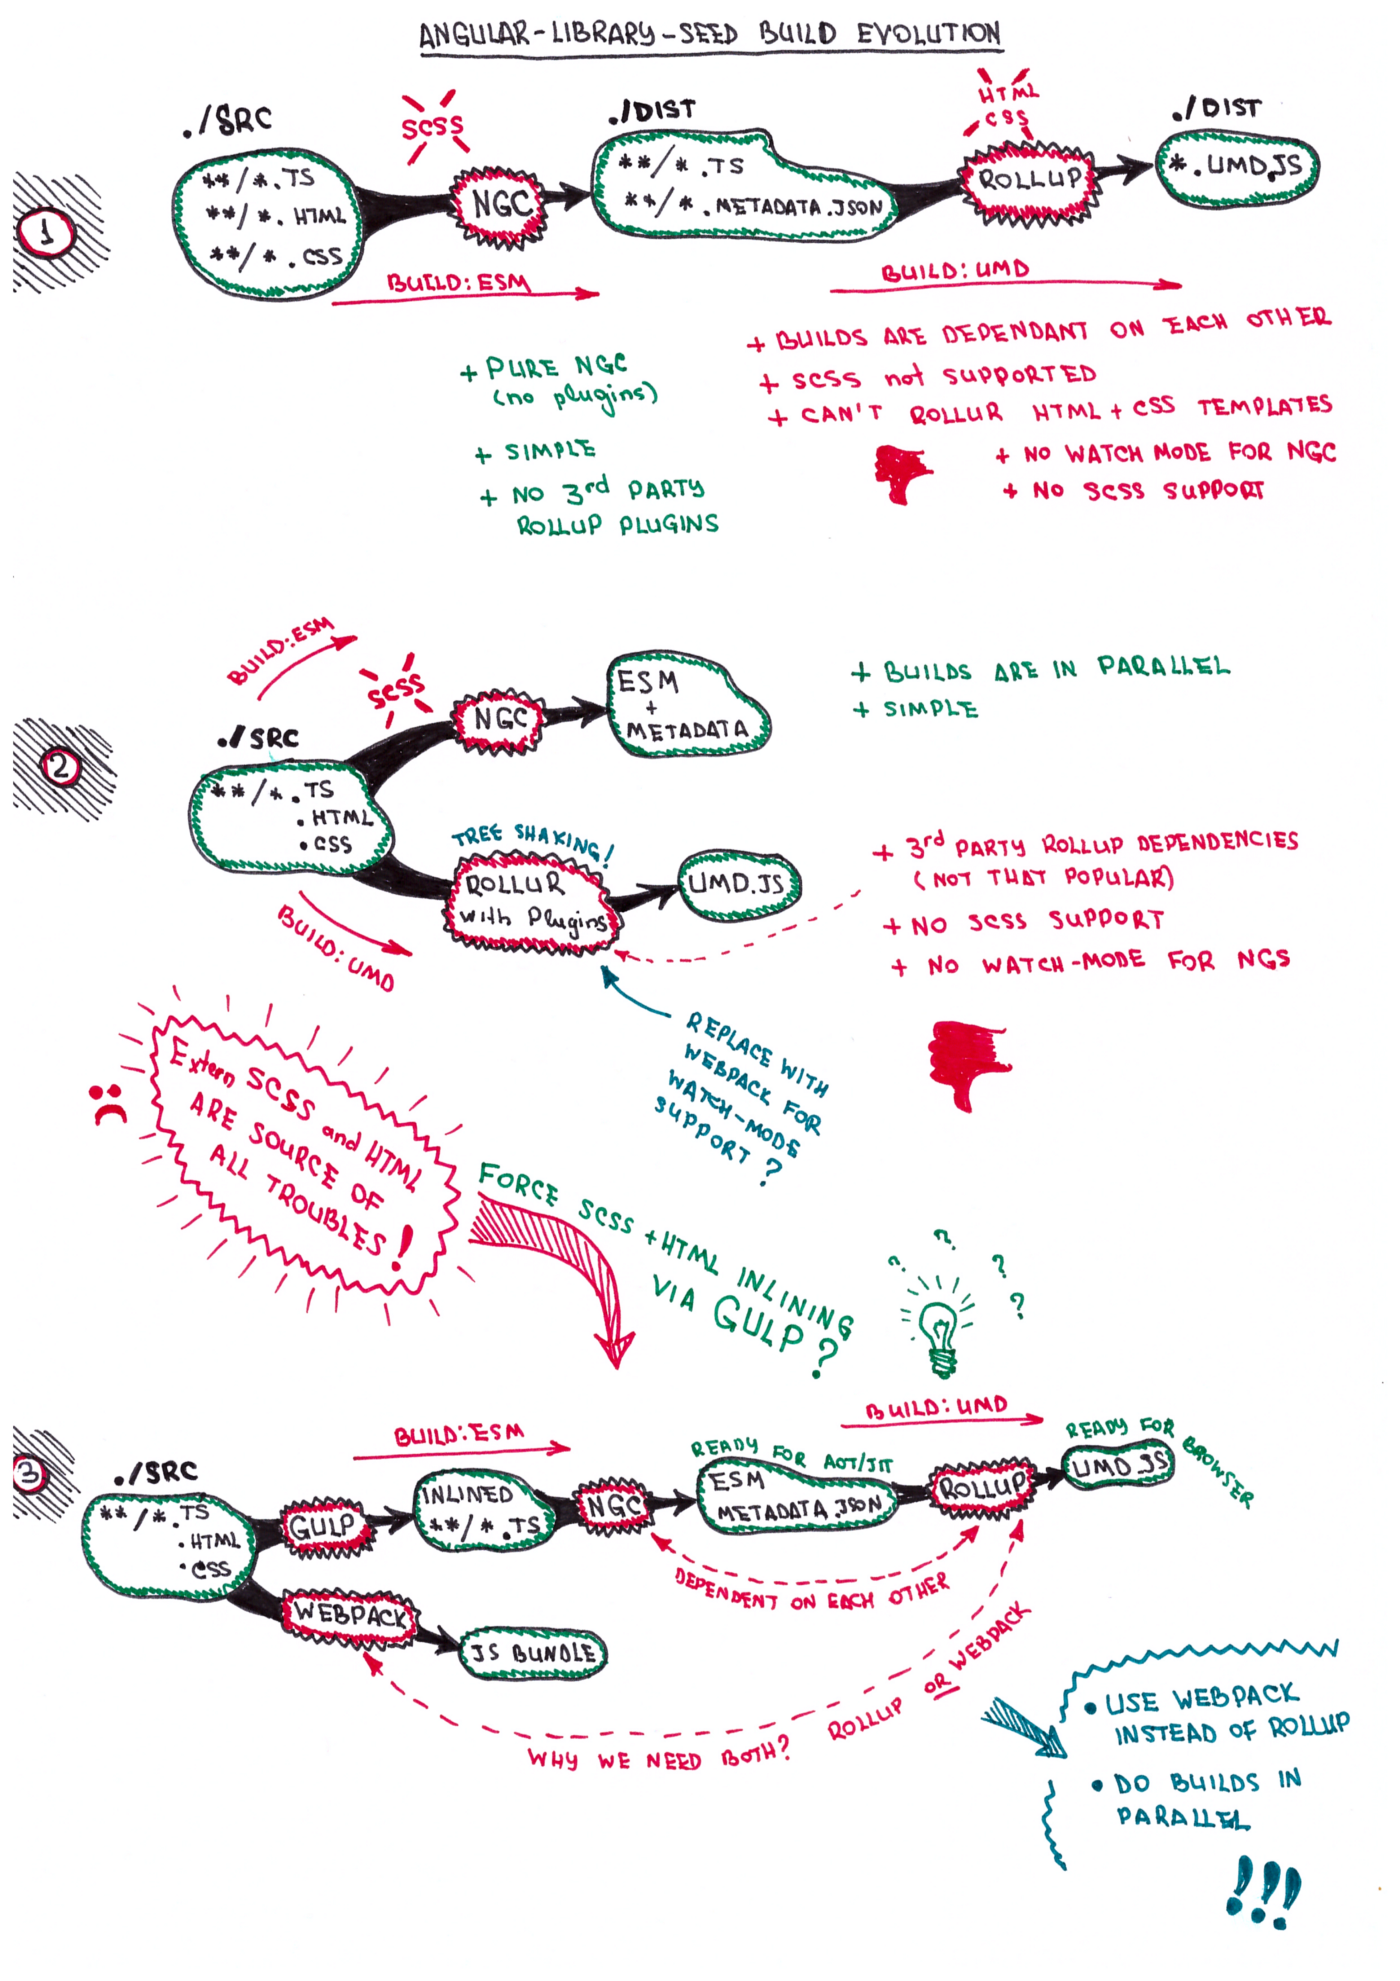 ANGULAR-LIBRARY-SEED BUILD EVOLUTION
1
./SRC
**/*.TS
**/*.HTML
**/*.CSS
SCSS
NGC
./DIST
**/*.TS
**/*.METADATA.JSON
HTML
CSS
ROLLUP
./DIST
*.UMD.JS
BUILD:ESM
BUILD:UMD
+ PURE NGC
(no plugins)
+ SIMPLE
+ NO 3rd PARTY
ROLLUP PLUGINS
+ BUILDS ARE DEPENDANT ON EACH OTHER
+ SCSS not SUPPORTED
+ CAN'T ROLLUR HTML + CSS TEMPLATES
+ NO WATCH MODE FOR NGC
+ NO SCSS SUPPORT
2
BUILD:ESM
SCSS
./SRC
**/*.TS
.HTML
.CSS
NGC
ESM
+
METADATA
TREE SHAKING!
ROLLUR
with Plugins
UMD.JS
BUILD:UMD
+ BUILDS ARE IN PARALLEL
+ SIMPLE
+ 3rd PARTY ROLLUP DEPENDENCIES
(NOT THAT POPULAR)
+ NO SCSS SUPPORT
+ NO WATCH-MODE FOR NGS
REPLACE WITH
WEBPACK FOR
WATCH-MODE
SUPPORT?
Extern SCSS and HTML
ARE SOURCE OF
ALL TROUBLES!
FORCE SCSS + HTML INLINING
VIA GULP?
? ? ? ?
3
./SRC
**/*.TS
.HTML
.CSS
BUILD:ESM
GULP
INLINED
**/*.TS
NGC
READY FOR AOT/JIT
ESM
METADATA.JSON
BUILD:UMD
ROLLUP
READY FOR BROWSER
UMD.JS
DEPENDENT ON EACH OTHER
WEBPACK
JS BUNDLE
WHY WE NEED BOTH?
ROLLUP OR WEBPACK
• USE WEBPACK
INSTEAD OF ROLLUP
• DO BUILDS IN
PARALLEL
!!!